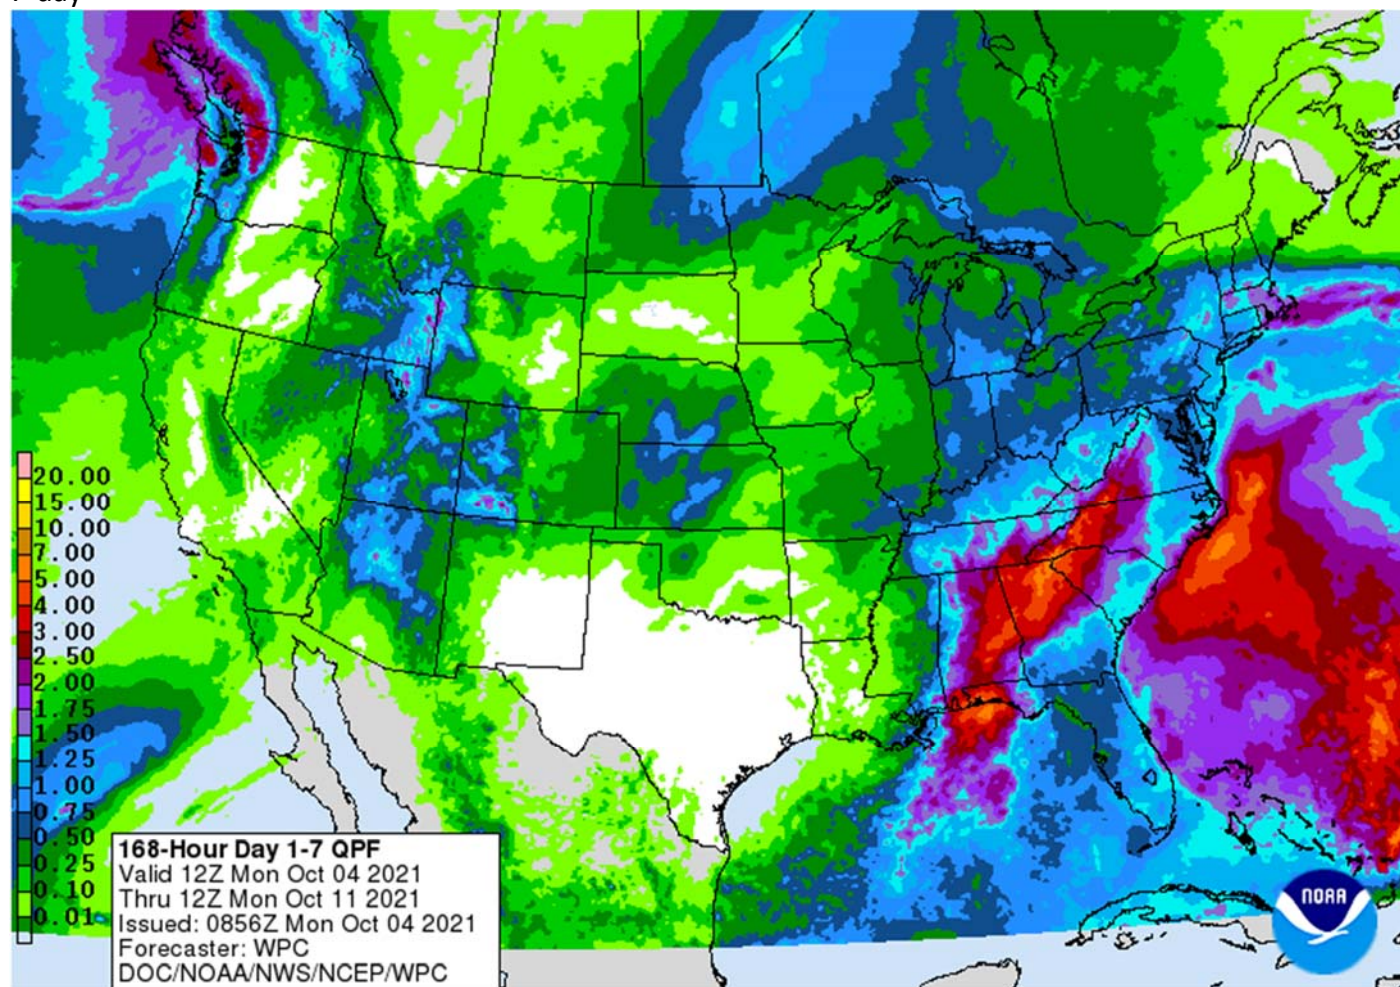 20.00
15.00
10.00
7.00
5.00
4.00
3.00
2.50
2.00
1.75
1.50
1.25
1.00
0.75
0.50
0.25
0.10
0.01
168-Hour Day 1-7 QPF
Valid 12Z Mon Oct 04 2021
Thru 12Z Mon Oct 11 2021
Issued: 0856Z Mon Oct 04 2021
Forecaster: WPC
DOC/NOAA/NWS/NCEP/WPC
NOAA